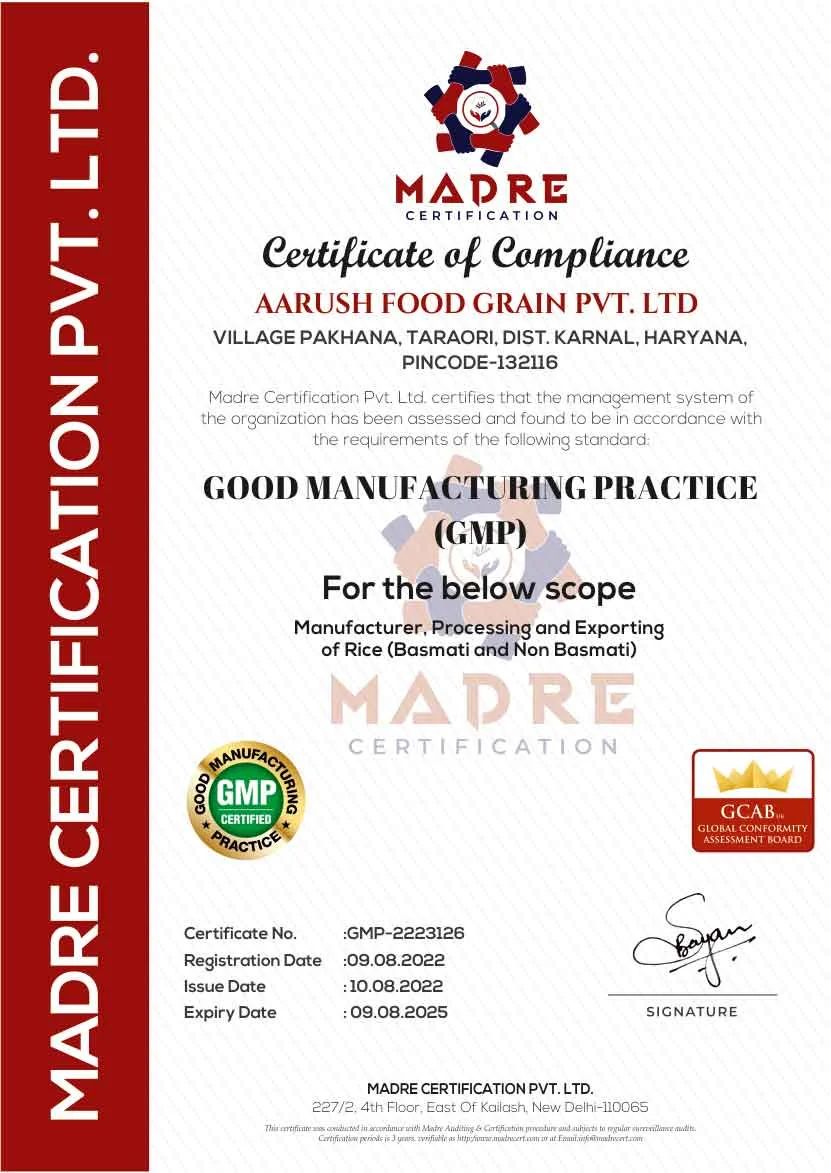 MADRE CERTIFICATION PVT. LTD.
MADRE
CERTIFICATION
Certificate of Compliance
AARUSH FOOD GRAIN PVT. LTD
VILLAGE PAKHANA, TARAORI, DIST. KARNAL, HARYANA,
PINCODE-132116
Madre Certification Pvt. Ltd. certifies that the management system of
the organization has been assessed and found to be in accordance with
the requirements of the following standard:
GOOD MANUFACTURING PRACTICE
(GMP)
For the below scope
Manufacturer, Processing and Exporting
of Rice (Basmati and Non Basmati)
MADRE
CERTIFICATION
GOOD MANUFACTURING
GMP
CERTIFIED
PRACTICE
GCAB UK
GLOBAL CONFORMITY
ASSESSMENT BOARD
Certificate No. :GMP-2223126
Registration Date :09.08.2022
Issue Date : 10.08.2022
Expiry Date : 09.08.2025
Sayan
SIGNATURE
MADRE CERTIFICATION PVT. LTD.
227/2, 4th Floor, East Of Kailash, New Delhi-110065
This certificate was conducted in accordance with Madre Auditing & Certification procedure and subjects to regular surveillance audits.
Certification periods is 3 years. verifiable as http:/www.madrecert.com or at Email:info@madrecert.com